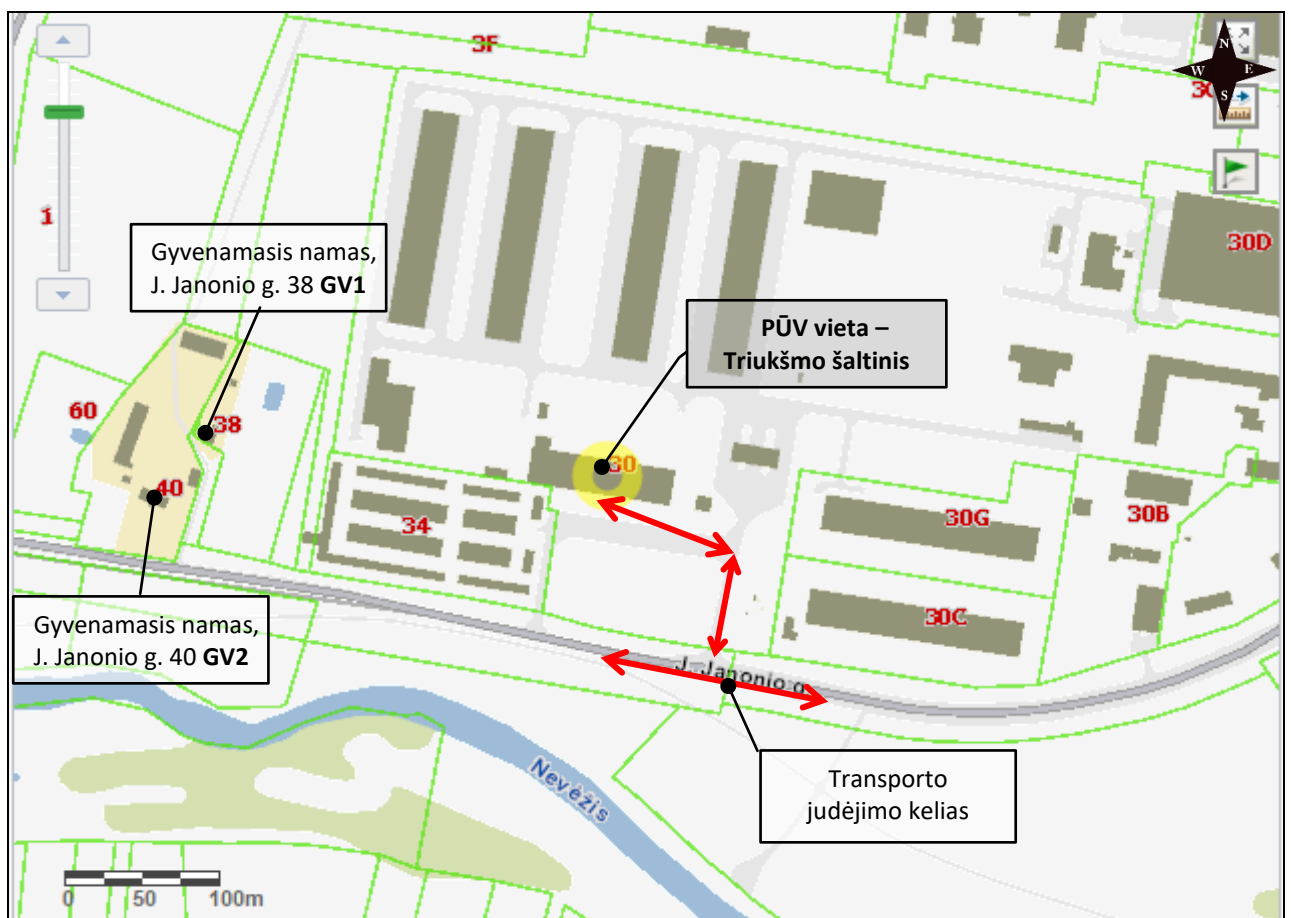 3F
N
W E
S
1
30D
Gyvenamasis namas,
J. Janonio g. 38 GV1
PŪV vieta –
Triukšmo šaltinis
60
38
30
40
34
30G
30B
30C
Gyvenamasis namas,
J. Janonio g. 40 GV2
J. Janonio g.
Nevėžis
Transporto
judėjimo kelias
0 50 100m